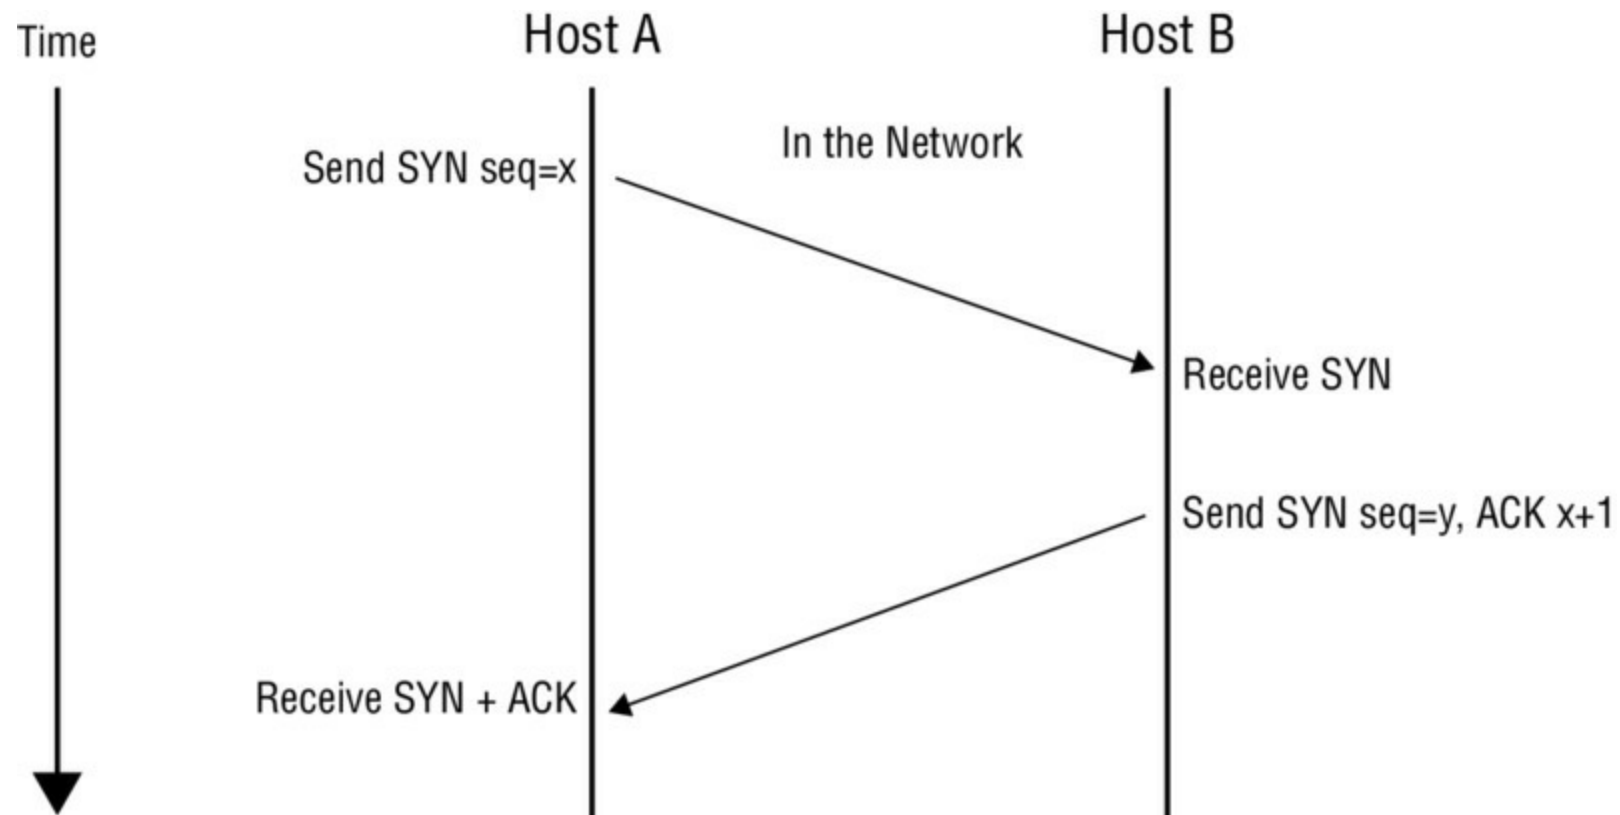 Time
Host A
Host B
In the Network
Send SYN seq=x
Receive SYN
Send SYN seq=y, ACK x+1
Receive SYN + ACK